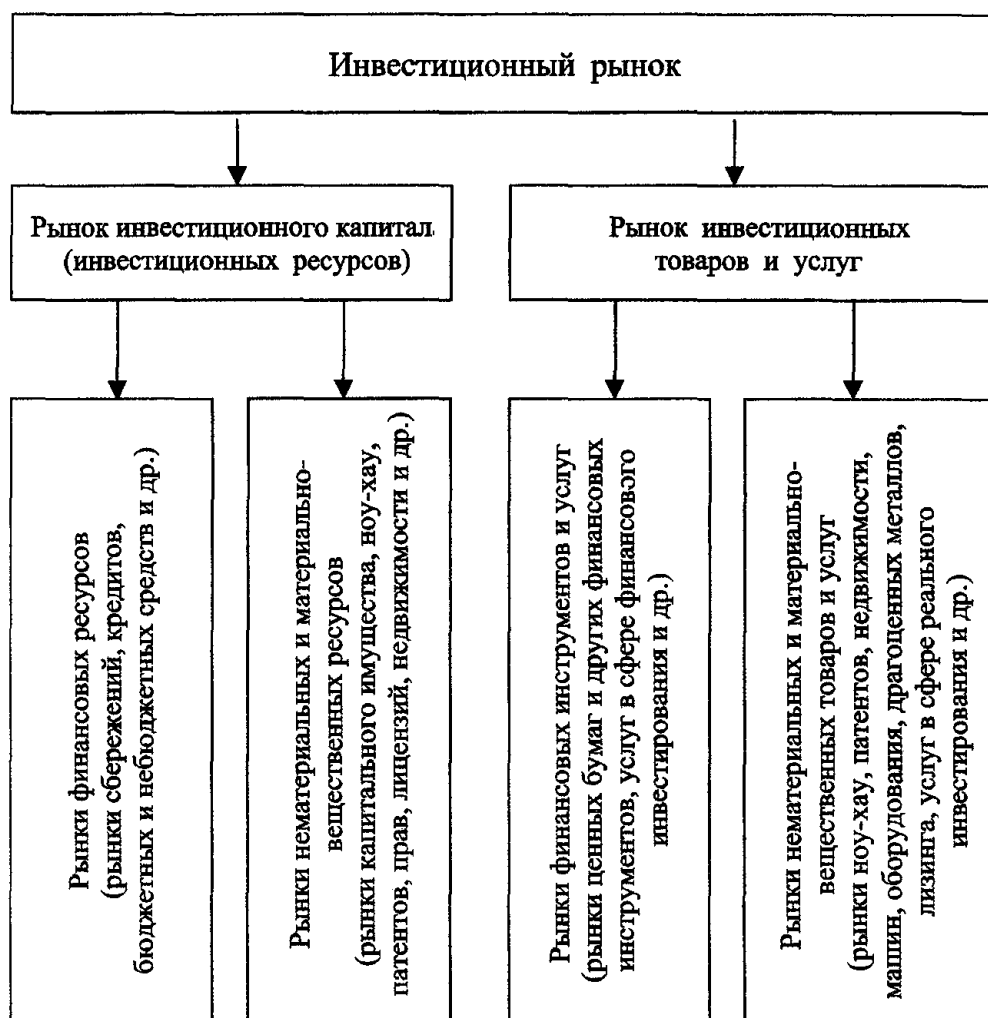 Инвестиционный рынок
Рынок инвестиционного капитал
(инвестиционных ресурсов)
Рынок инвестиционных
товаров и услуг
Рынки финансовых ресурсов
(рынки сбережений, кредитов,
бюджетных и небюджетных средств и др.)
Рынки нематериальных и материально-
вещественных ресурсов
(рынки капитального имущества, ноу-хау,
патентов, прав, лицензий, недвижимости и др.)
Рынки финансовых инструментов и услуг
(рынки ценных бумаг и других финансовых
инструментов, услуг в сфере финансового
инвестирования и др.)
Рынки нематериальных и материально-
вещественных товаров и услуг
(рынки ноу-хау, патентов, недвижимости,
машин, оборудования, драгоценных металлов,
лизинга, услуг в сфере реального
инвестирования и др.)